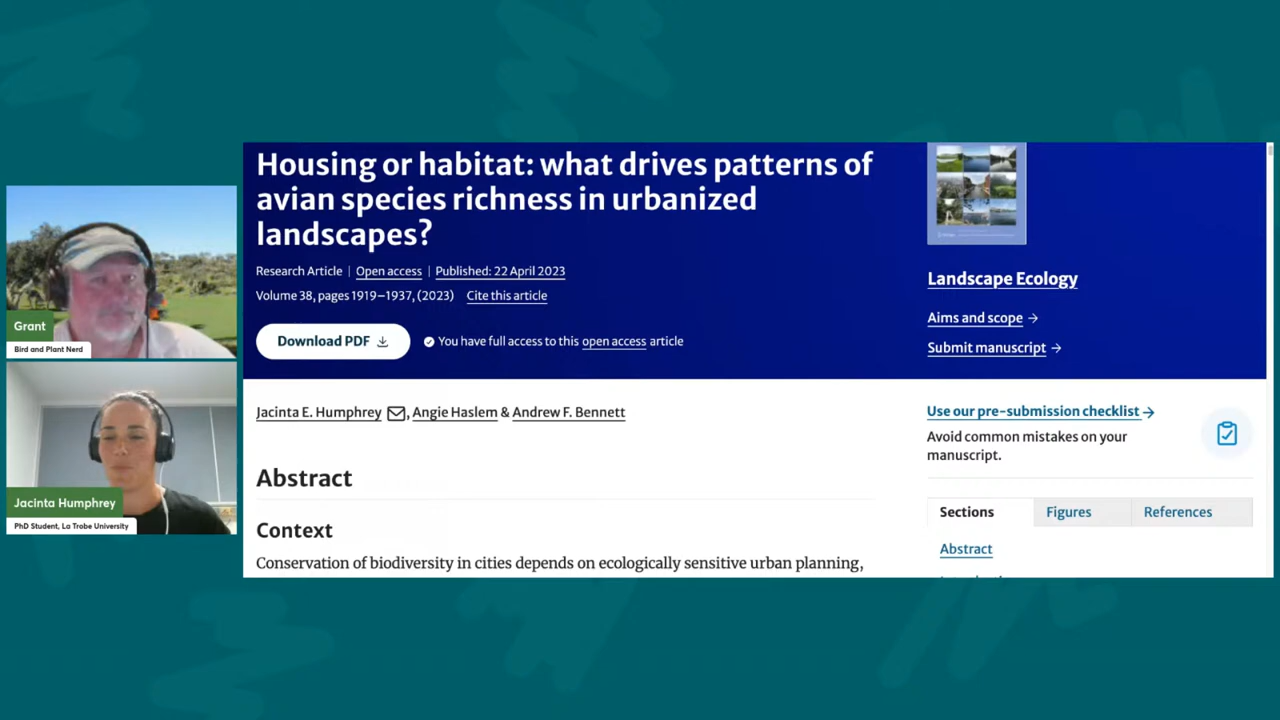 Grant
Bird and Plant Nerd
Jacinta Humphrey
PhD Student, La Trobe University
Housing or habitat: what drives patterns of
avian species richness in urbanized
landscapes?
Research Article | Open access | Published: 22 April 2023
Volume 38, pages 1919–1937, (2023) Cite this article
Download PDF
You have full access to this open access article
Jacinta E. Humphrey, Angie Haslem & Andrew F. Bennett
Abstract
Context
Conservation of biodiversity in cities depends on ecologically sensitive urban planning,
Landscape Ecology
Aims and scope →
Submit manuscript →
Use our pre-submission checklist →
Avoid common mistakes on your
manuscript.
Sections Figures References
Abstract